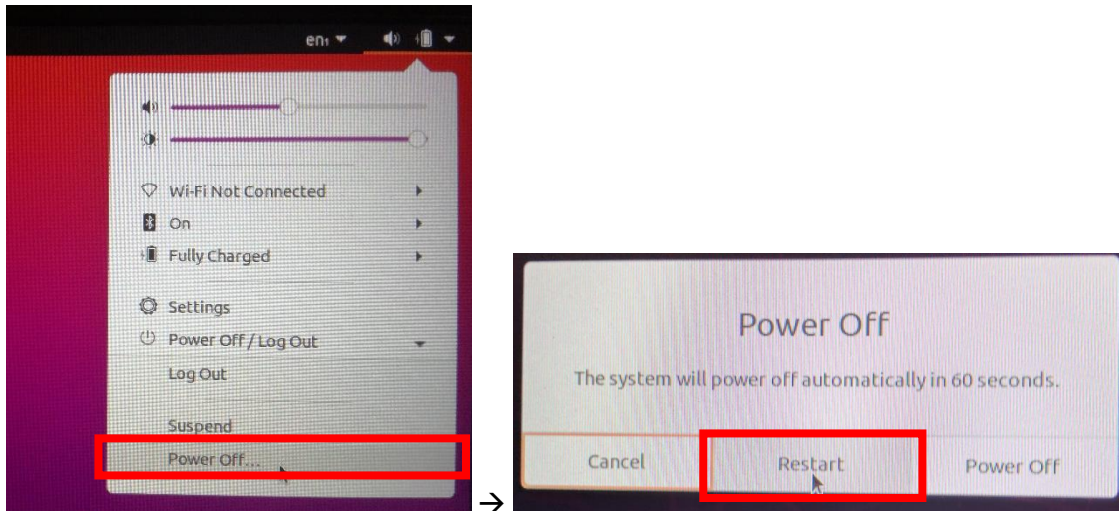 en₁
Wi-Fi Not Connected
On
Fully Charged
Settings
Power Off / Log Out
Log Out
Suspend
Power Off...
→
Power Off
The system will power off automatically in 60 seconds.
Cancel Restart Power Off